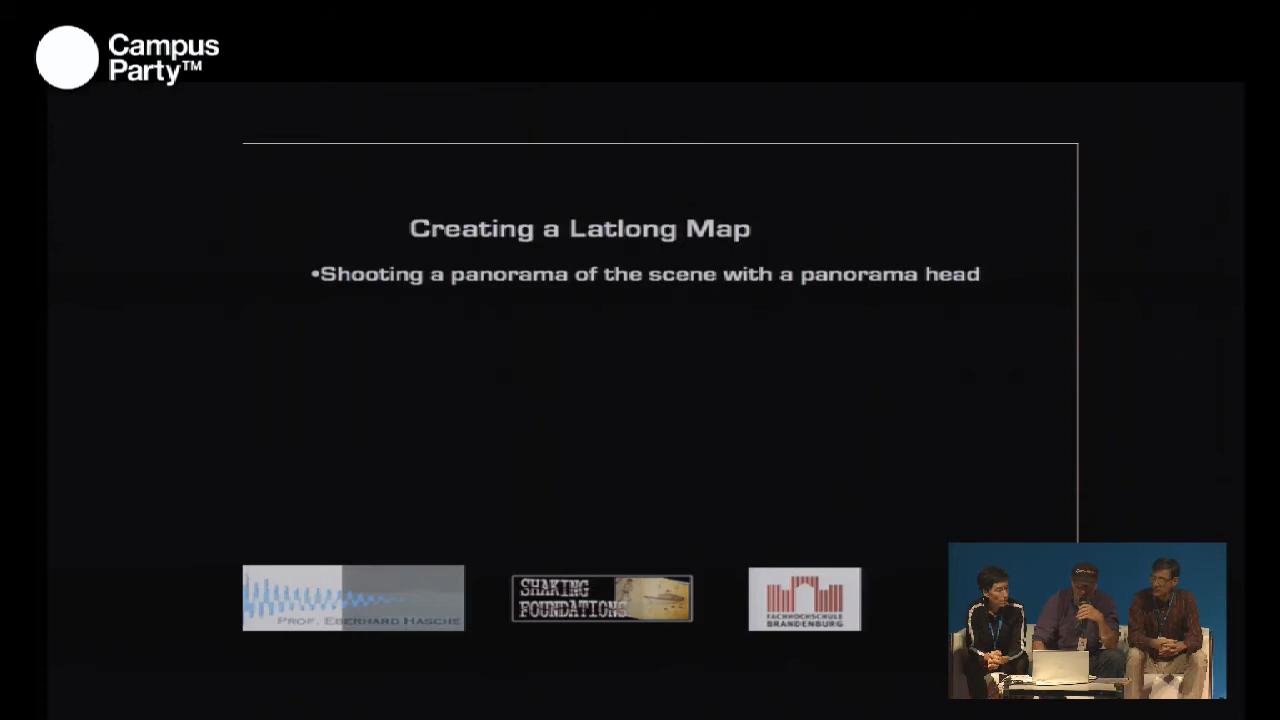 Campus
Party™
Creating a Latlong Map
•Shooting a panorama of the scene with a panorama head
PROF. EBERHARD HASCHE
SHAKING
FOUNDATIONS
FACHHOCHSCHULE
BRANDENBURG